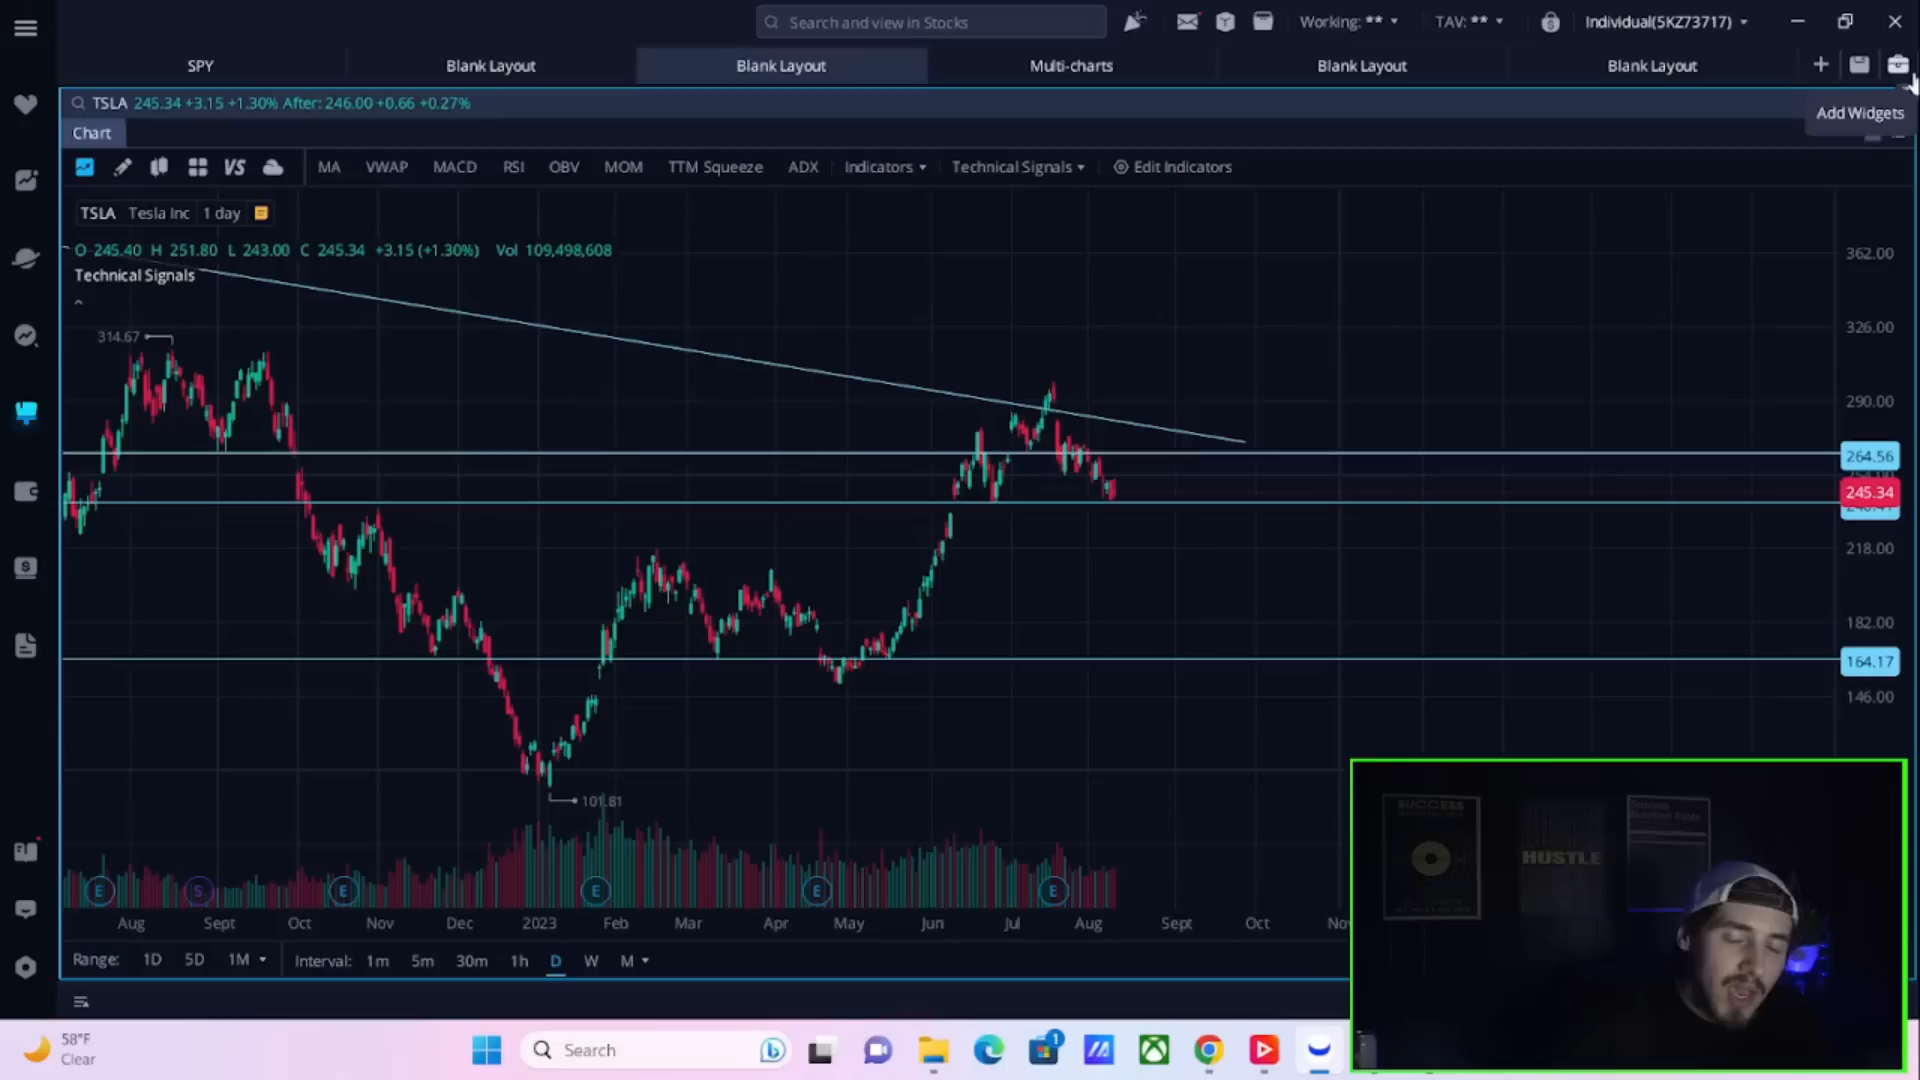 Search and view in Stocks
Working: **
TAV: **
Individual(5KZ73717)
SPY
Blank Layout
Blank Layout
Multi-charts
Blank Layout
Blank Layout
TSLA 245.34 +3.15 +1.30% After: 246.00 +0.66 +0.27%
Add Widgets
Chart
VS
MA VWAP MACD RSI OBV MOM TTM Squeeze ADX Indicators Technical Signals Edit Indicators
TSLA Tesla Inc 1 day
O 245.40 H 251.80 L 243.00 C 245.34 +3.15 (+1.30%) Vol 109,498,608
Technical Signals
362.00
326.00
314.67
290.00
264.56
245.34
218.00
182.00
164.17
146.00
101.81
E S E E E E
Aug Sept Oct Nov Dec 2023 Feb Mar Apr May Jun Jul Aug Sept Oct
Range: 1D 5D 1M Interval: 1m 5m 30m 1h D W M
SUCCESS
HUSTLE
58°F
Clear
Search
1